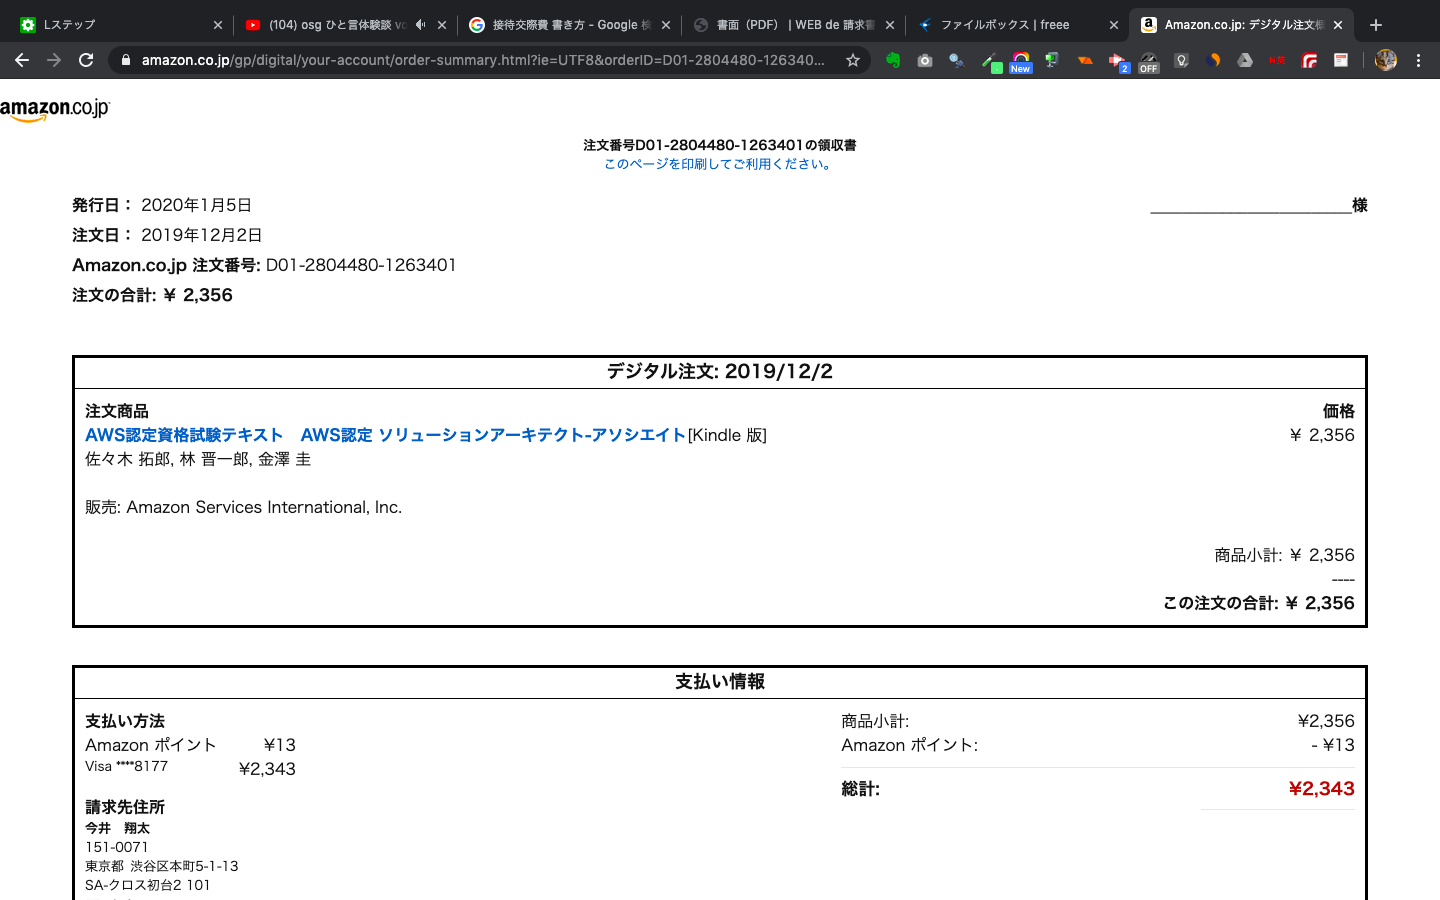 Lステップ
(104) osg ひと言体験談 vo
接待交際費 書き方 - Google 検
書面（PDF） | WEB de 請求書
ファイルボックス | freee
Amazon.co.jp: デジタル注文概
amazon.co.jp/gp/digital/your-account/order-summary.html?ie=UTF8&orderID=D01-2804480-126340...
New
2
OFF
amazon.co.jp
注文番号D01-2804480-1263401の領収書
このページを印刷してご利用ください。
発行日： 2020年1月5日
様
注文日： 2019年12月2日
Amazon.co.jp 注文番号: D01-2804480-1263401
注文の合計: ￥ 2,356
デジタル注文: 2019/12/2
注文商品 価格
AWS認定資格試験テキスト　AWS認定 ソリューションアーキテクト-アソシエイト[Kindle 版] ￥ 2,356
佐々木 拓郎, 林 晋一郎, 金澤 圭
販売: Amazon Services International, Inc.
商品小計: ￥ 2,356
----
この注文の合計: ￥ 2,356
支払い情報
支払い方法
Amazon ポイント ¥13
Visa ****8177 ¥2,343
商品小計: ¥2,356
Amazon ポイント: - ¥13
総計: ¥2,343
請求先住所
今井　翔太
151-0071
東京都 渋谷区本町5-1-13
SA-クロス初台2 101